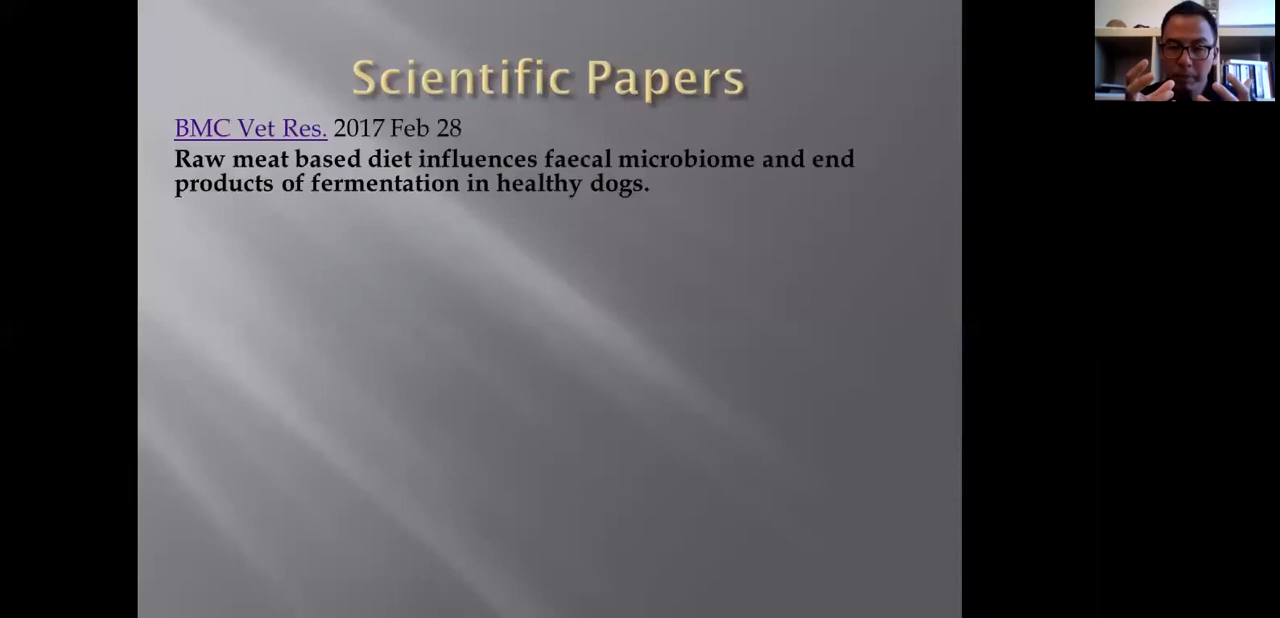 Scientific Papers
BMC Vet Res. 2017 Feb 28
Raw meat based diet influences faecal microbiome and end
products of fermentation in healthy dogs.